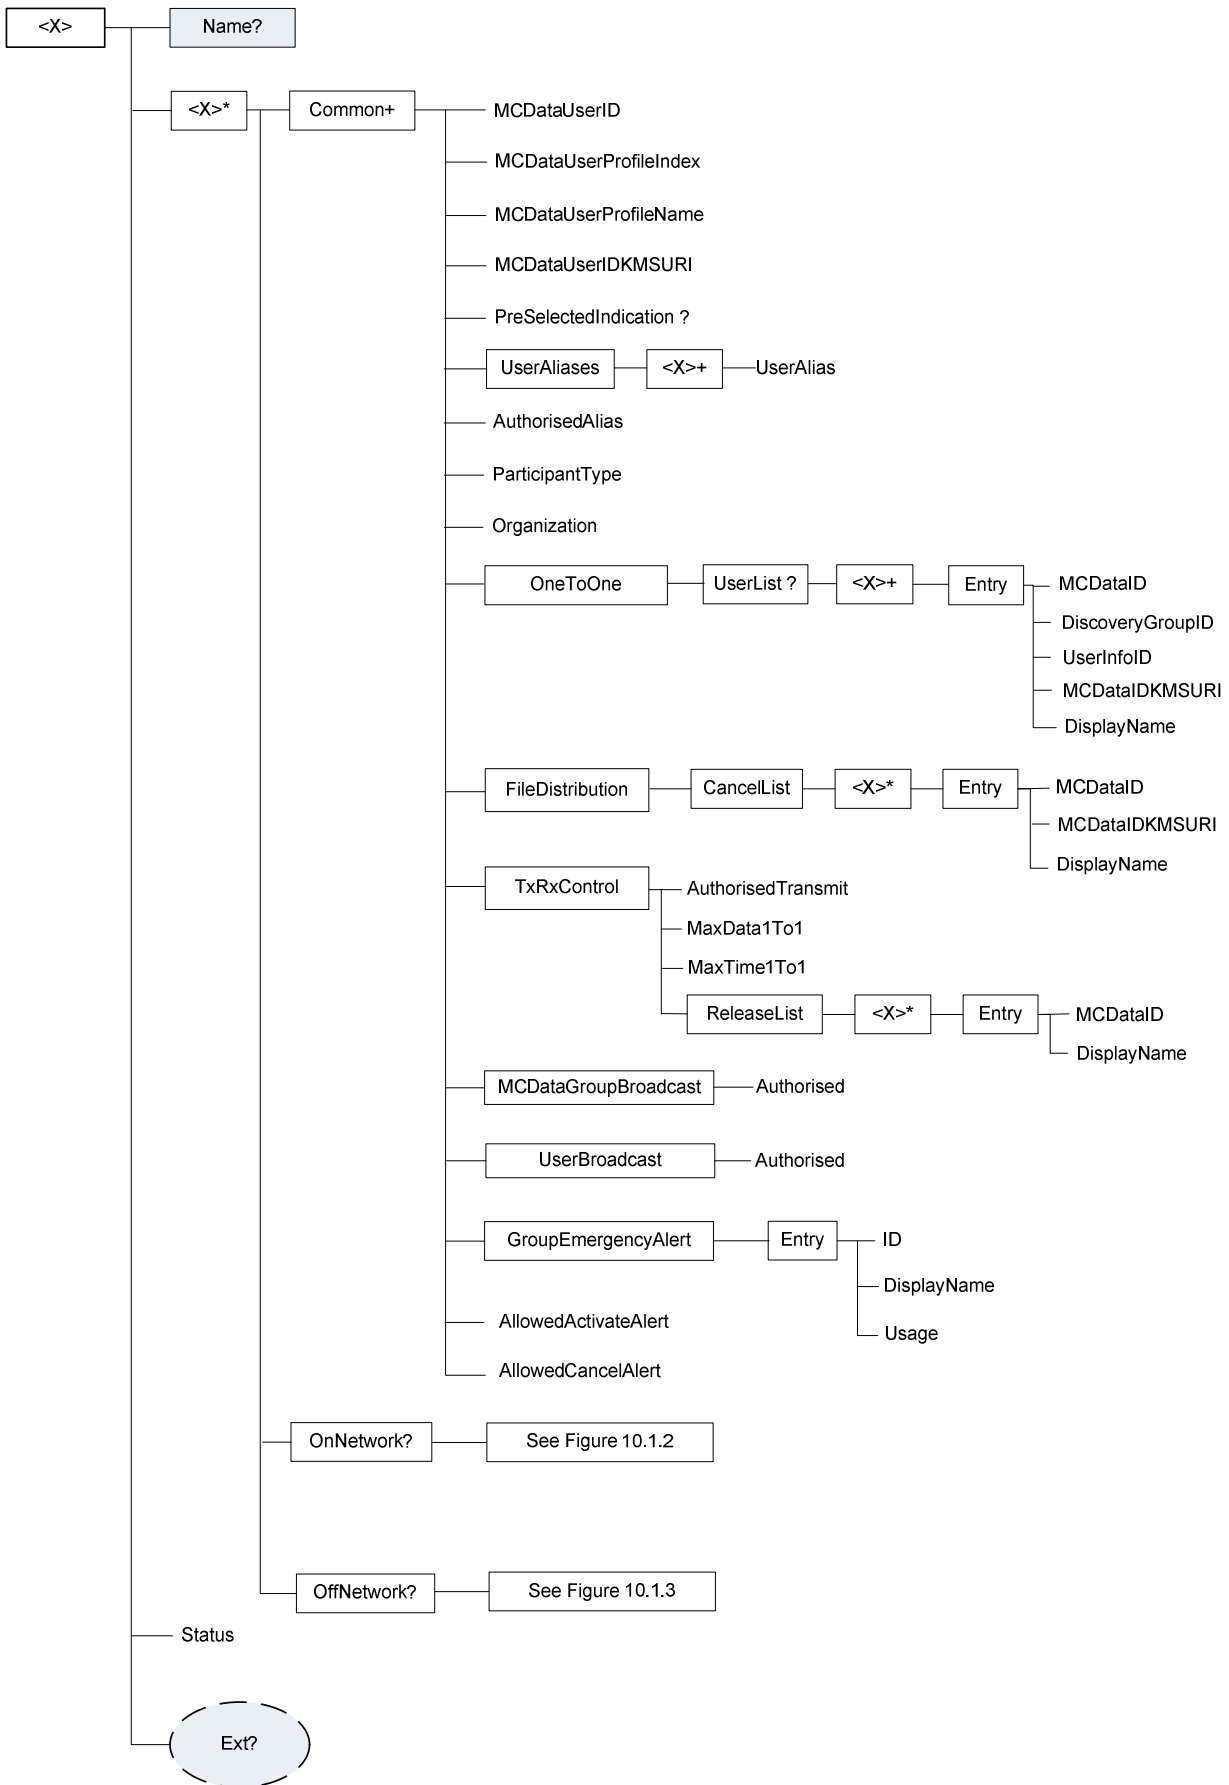 <X>
Name?
<X>*
Common+
MCDataUserID
MCDataUserProfileIndex
MCDataUserProfileName
MCDataUserIDKMSURI
PreSelectedIndication ?
UserAliases
<X>+
UserAlias
AuthorisedAlias
ParticipantType
Organization
OneToOne
UserList ?
<X>+
Entry
MCDataID
DiscoveryGroupID
UserInfoID
MCDataIDKMSURI
DisplayName
FileDistribution
CancelList
<X>*
Entry
MCDataID
MCDataIDKMSURI
DisplayName
TxRxControl
AuthorisedTransmit
MaxData1To1
MaxTime1To1
ReleaseList
<X>*
Entry
MCDataID
DisplayName
MCDataGroupBroadcast
Authorised
UserBroadcast
Authorised
GroupEmergencyAlert
Entry
ID
DisplayName
Usage
AllowedActivateAlert
AllowedCancelAlert
OnNetwork?
See Figure 10.1.2
OffNetwork?
See Figure 10.1.3
Status
Ext?